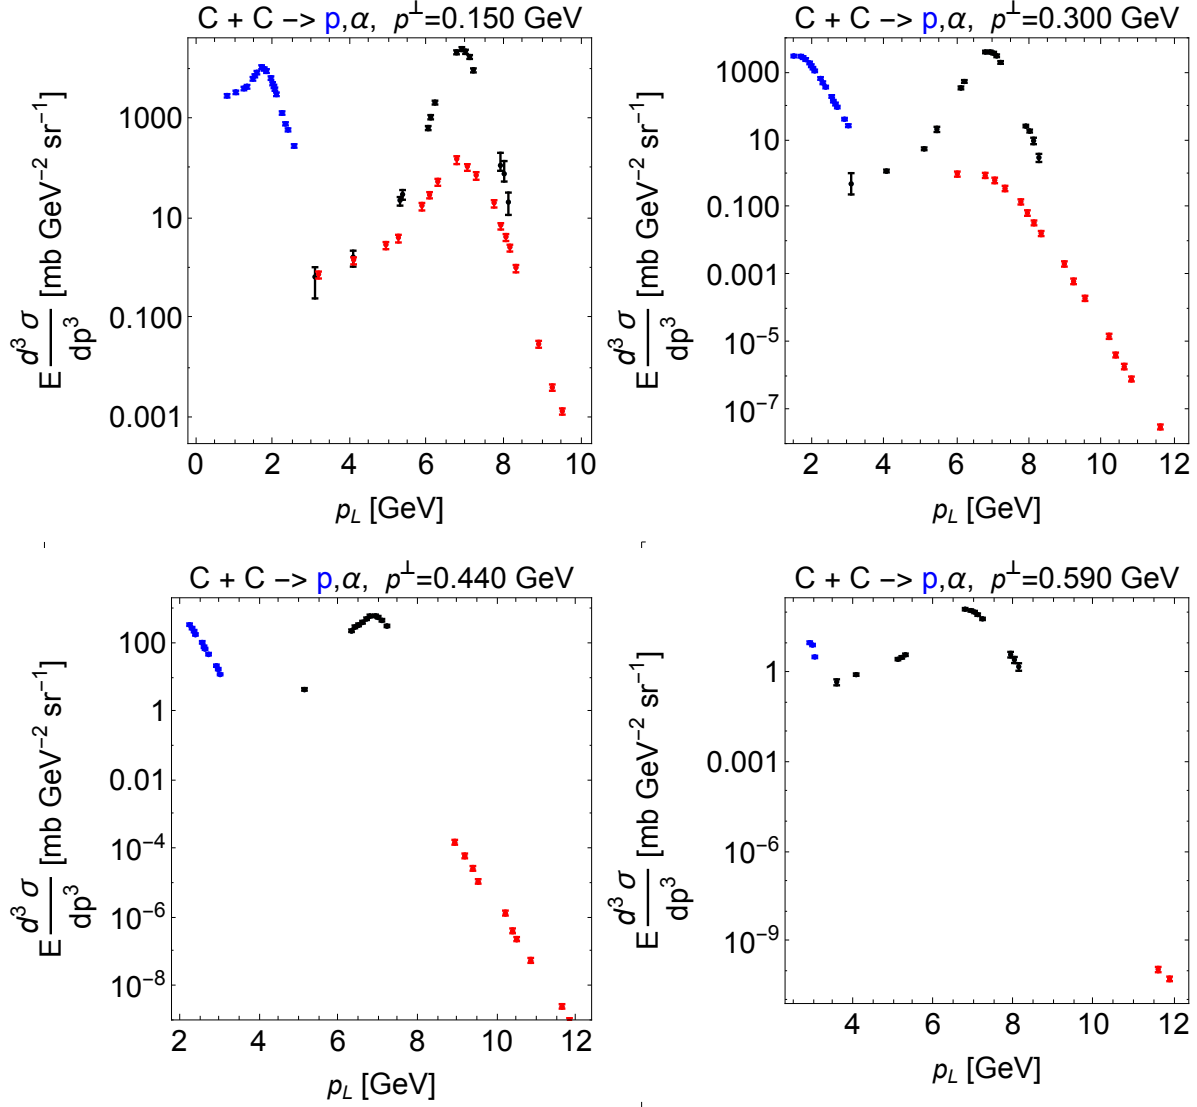 C + C -> p,α, p⊥=0.150 GeV
E d³ σ / dp³ [mb GeV⁻² sr⁻¹]
1000
10
0.100
0.001
0 2 4 6 8 10
p_L [GeV]
C + C -> p,α, p⊥=0.300 GeV
E d³ σ / dp³ [mb GeV⁻² sr⁻¹]
1000
10
0.100
0.001
10⁻⁵
10⁻⁷
2 4 6 8 10 12
p_L [GeV]
C + C -> p,α, p⊥=0.440 GeV
E d³ σ / dp³ [mb GeV⁻² sr⁻¹]
100
1
0.01
10⁻⁴
10⁻⁶
10⁻⁸
2 4 6 8 10 12
p_L [GeV]
C + C -> p,α, p⊥=0.590 GeV
E d³ σ / dp³ [mb GeV⁻² sr⁻¹]
1
0.001
10⁻⁶
10⁻⁹
4 6 8 10 12
p_L [GeV]